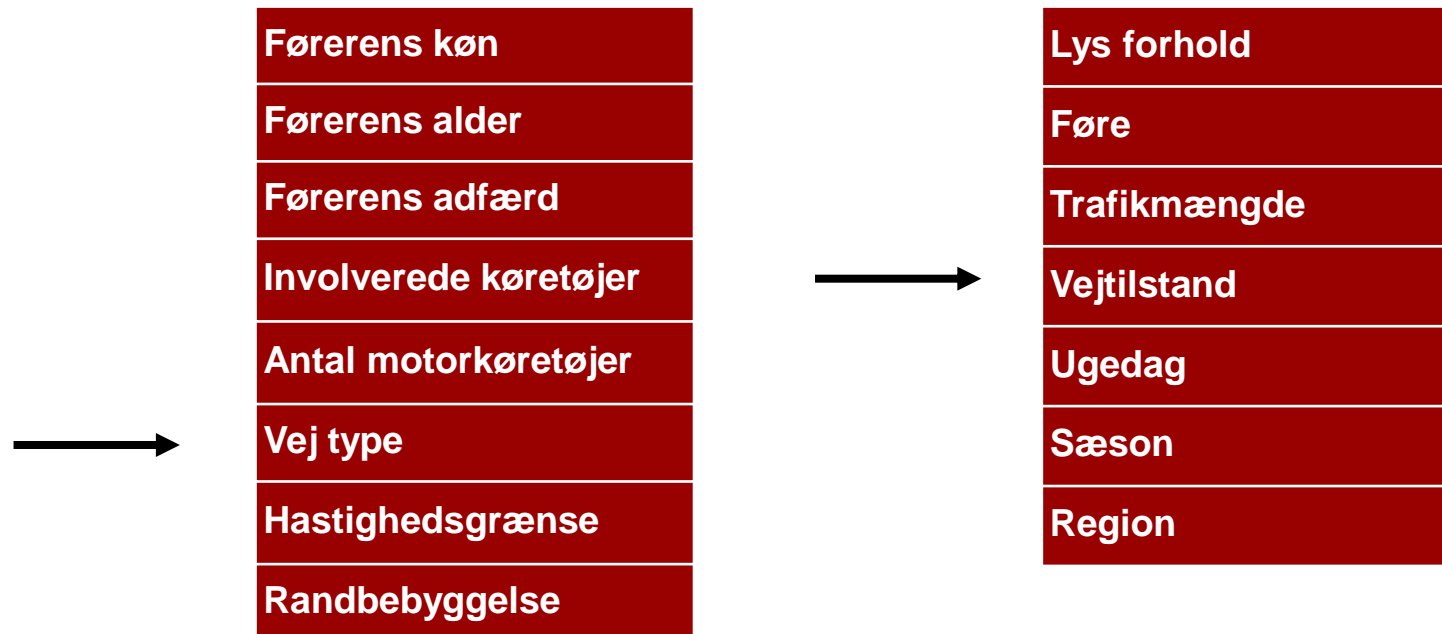 Førerens køn
Førerens alder
Førerens adfærd
Involverede køretøjer
Antal motorkøretøjer
Vej type
Hastighedsgrænse
Randbebyggelse
Lys forhold
Føre
Trafikmængde
Vejtilstand
Ugedag
Sæson
Region